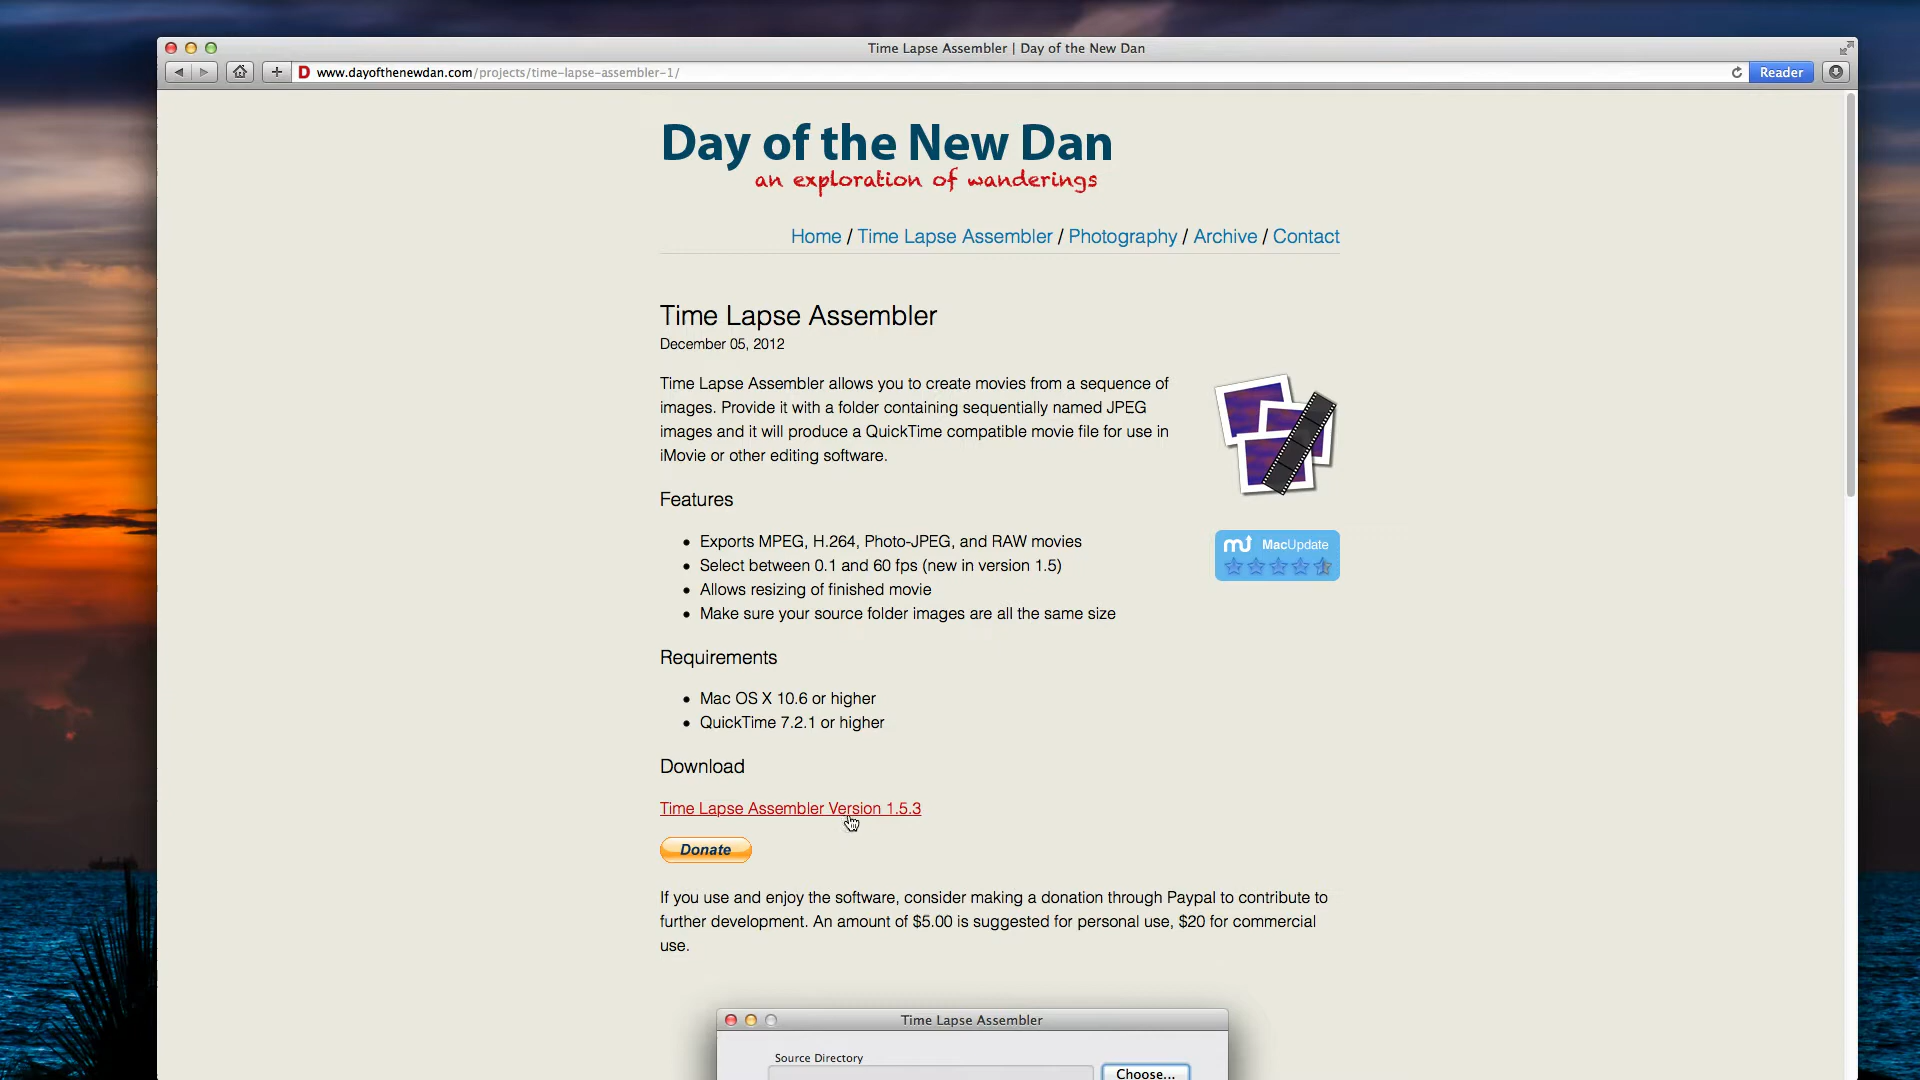 Time Lapse Assembler | Day of the New Dan
www.dayofthenewdan.com/projects/time-lapse-assembler-1/
Reader
Day of the New Dan
an exploration of wanderings
Home / Time Lapse Assembler / Photography / Archive / Contact
Time Lapse Assembler
December 05, 2012
Time Lapse Assembler allows you to create movies from a sequence of
images. Provide it with a folder containing sequentially named JPEG
images and it will produce a QuickTime compatible movie file for use in
iMovie or other editing software.
Features
• Exports MPEG, H.264, Photo-JPEG, and RAW movies
• Select between 0.1 and 60 fps (new in version 1.5)
• Allows resizing of finished movie
• Make sure your source folder images are all the same size
MacUpdate
Requirements
• Mac OS X 10.6 or higher
• QuickTime 7.2.1 or higher
Download
Time Lapse Assembler Version 1.5.3
Donate
If you use and enjoy the software, consider making a donation through Paypal to contribute to
further development. An amount of $5.00 is suggested for personal use, $20 for commercial
use.
Time Lapse Assembler
Source Directory
Choose...